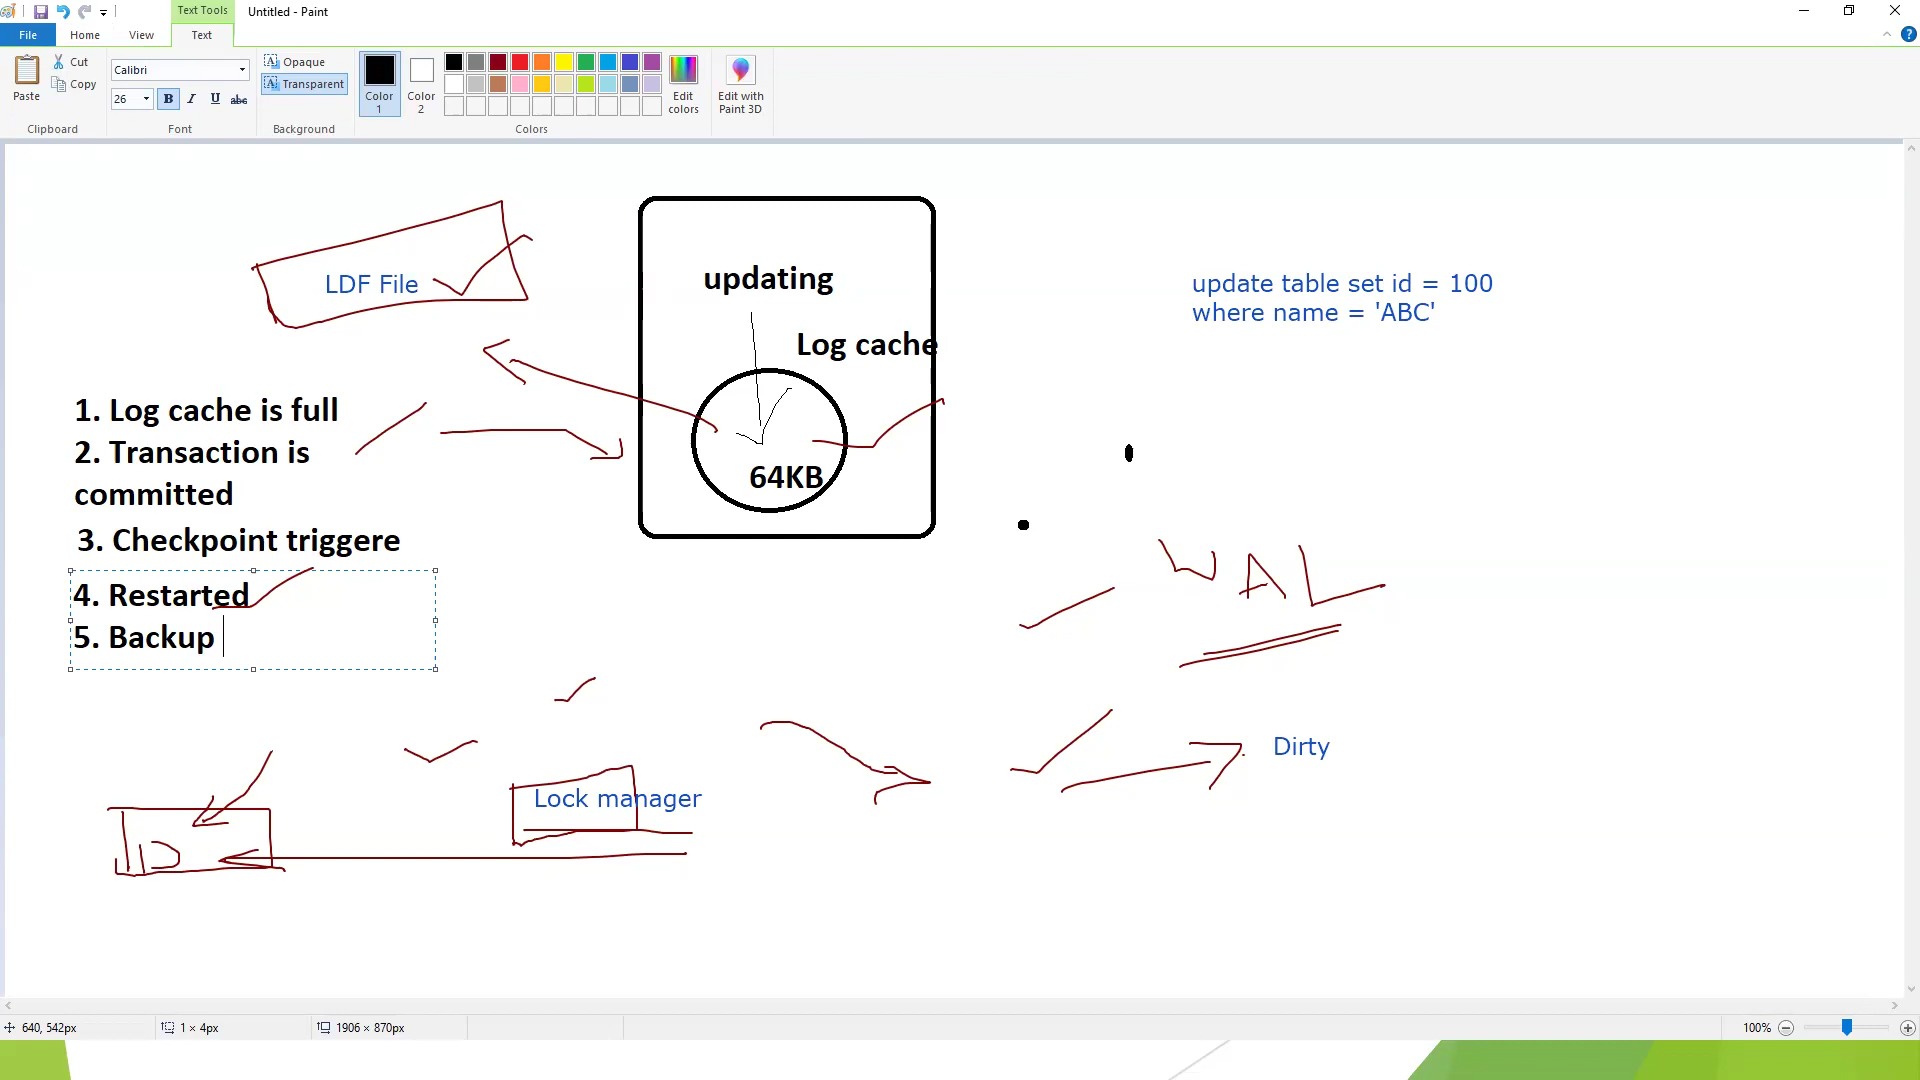 Text Tools
Untitled - Paint
File
Home
View
Text
Paste
Cut
Copy
Clipboard
Calibri
26
B
I
U
abc
Font
Opaque
Transparent
Background
Color 1
Color 2
Edit colors
Edit with Paint 3D
Colors
LDF File
updating
Log cache
64KB
update table set id = 100
where name = 'ABC'
1. Log cache is full
2. Transaction is
committed
3. Checkpoint triggere
4. Restarted
5. Backup
WAL
Dirty
Lock manager
ID
640, 542px
1 × 4px
1906 × 870px
100%